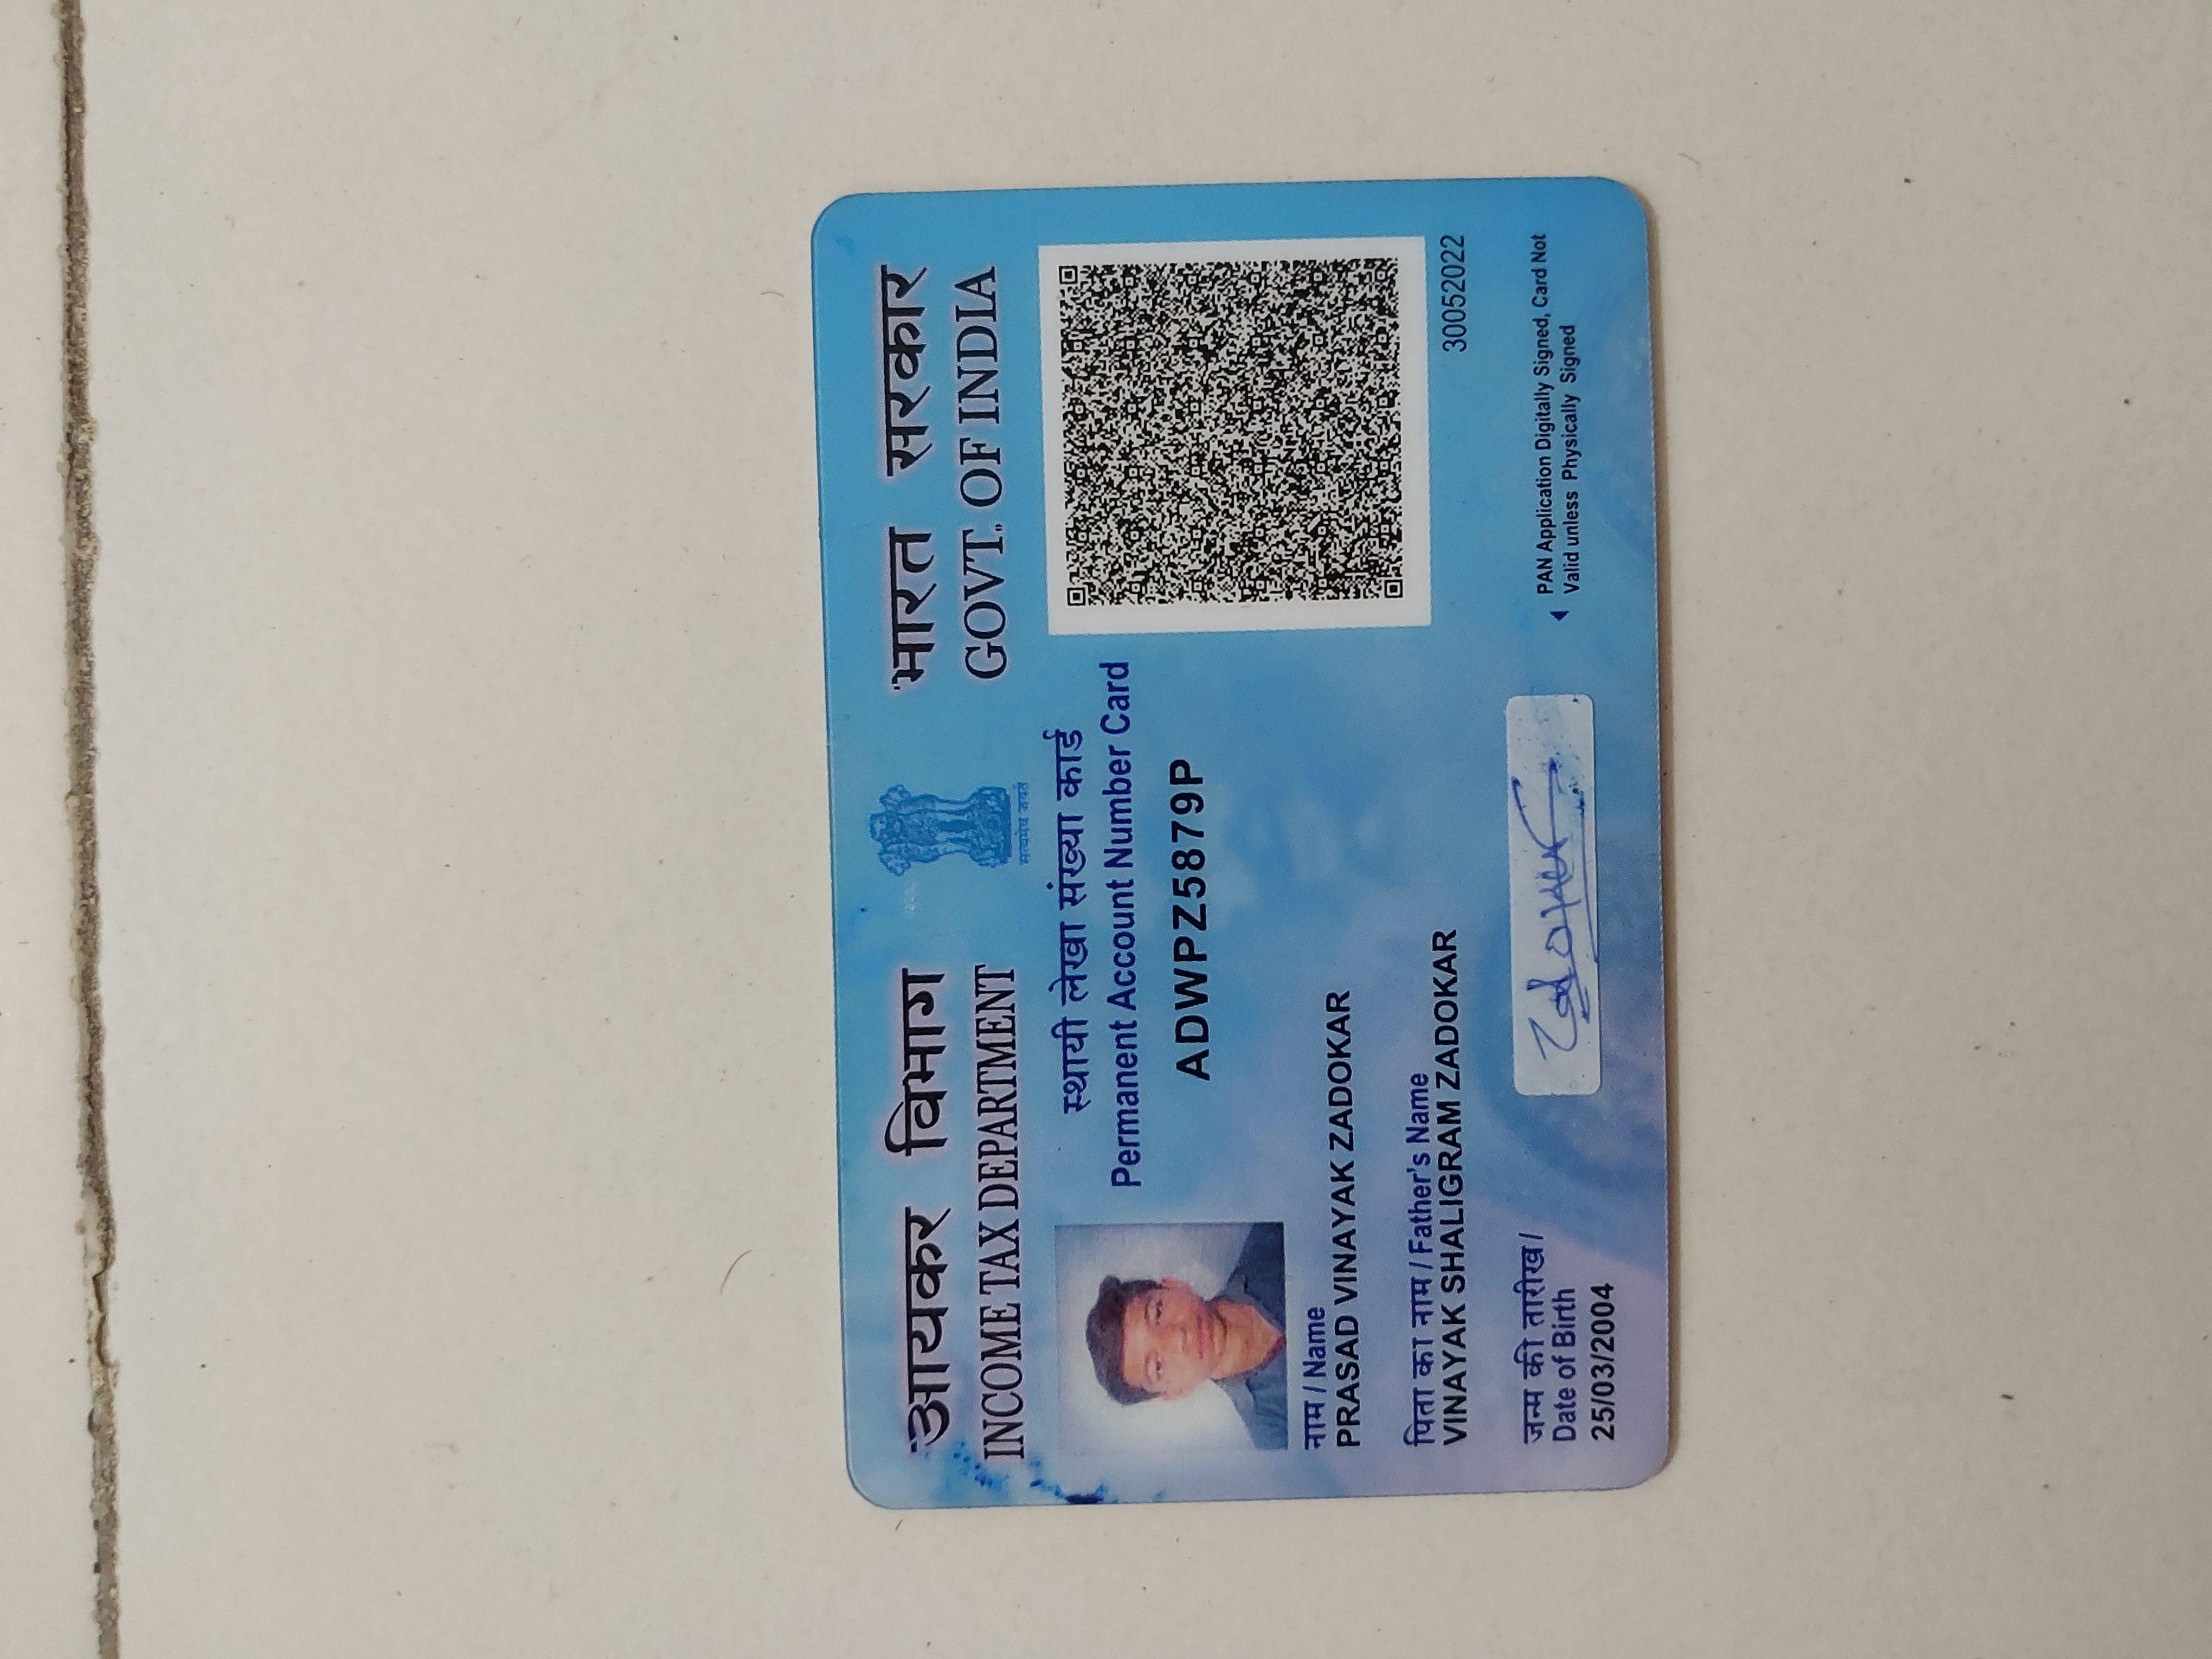 आयकर विभाग
INCOME TAX DEPARTMENT
सत्यमेव जयते
भारत सरकार
GOVT. OF INDIA
स्थायी लेखा संख्या कार्ड
Permanent Account Number Card
ADWPZ5879P
नाम / Name
PRASAD VINAYAK ZADOKAR
पिता का नाम / Father's Name
VINAYAK SHALIGRAM ZADOKAR
जन्म की तारीख /
Date of Birth
25/03/2004
30052022
PAN Application Digitally Signed, Card Not
Valid unless Physically Signed